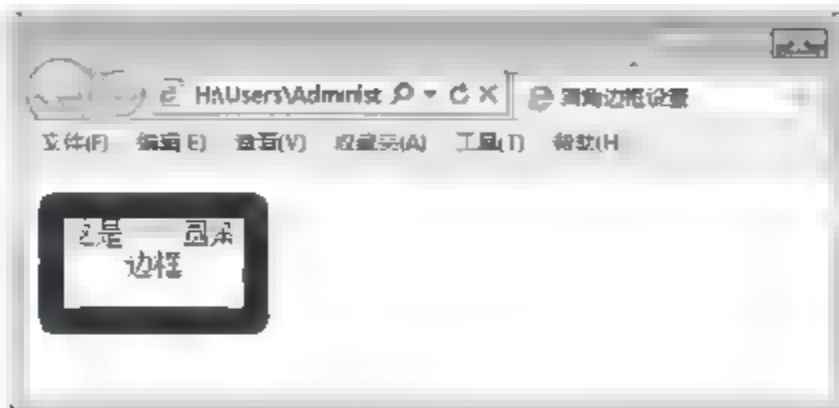 H:\Users\Administ 圆角边框设置
文件(F) 编辑(E) 查看(V) 收藏夹(A) 工具(T) 帮助(H
这是 圆角
边框